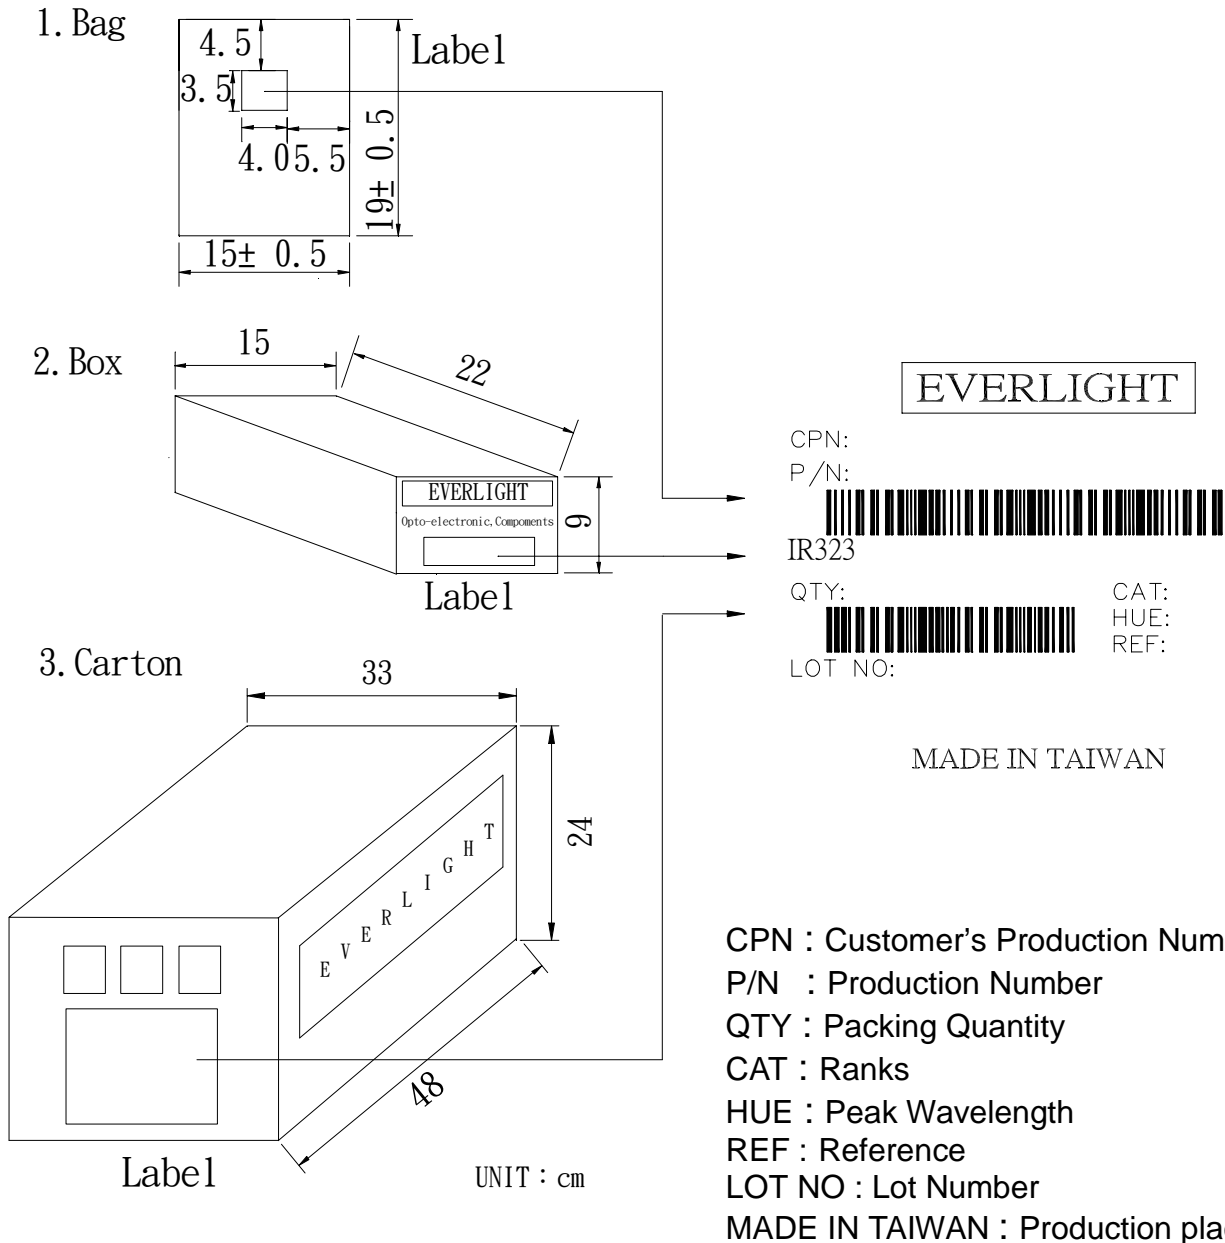 1. Bag
4.5
Label
3.5
4.0
5.5
19± 0.5
15± 0.5
2. Box
15
22
EVERLIGHT
Opto-electronic, Compoments
9
Label
EVERLIGHT
CPN:
P/N:
IR323
QTY:
CAT:
HUE:
REF:
LOT NO:
MADE IN TAIWAN
3. Carton
33
24
EVERLIGHT
48
Label
UNIT：cm
CPN：Customer’s Production Num
P/N ：Production Number
QTY：Packing Quantity
CAT：Ranks
HUE：Peak Wavelength
REF : Reference
LOT NO : Lot Number
MADE IN TAIWAN：Production pla